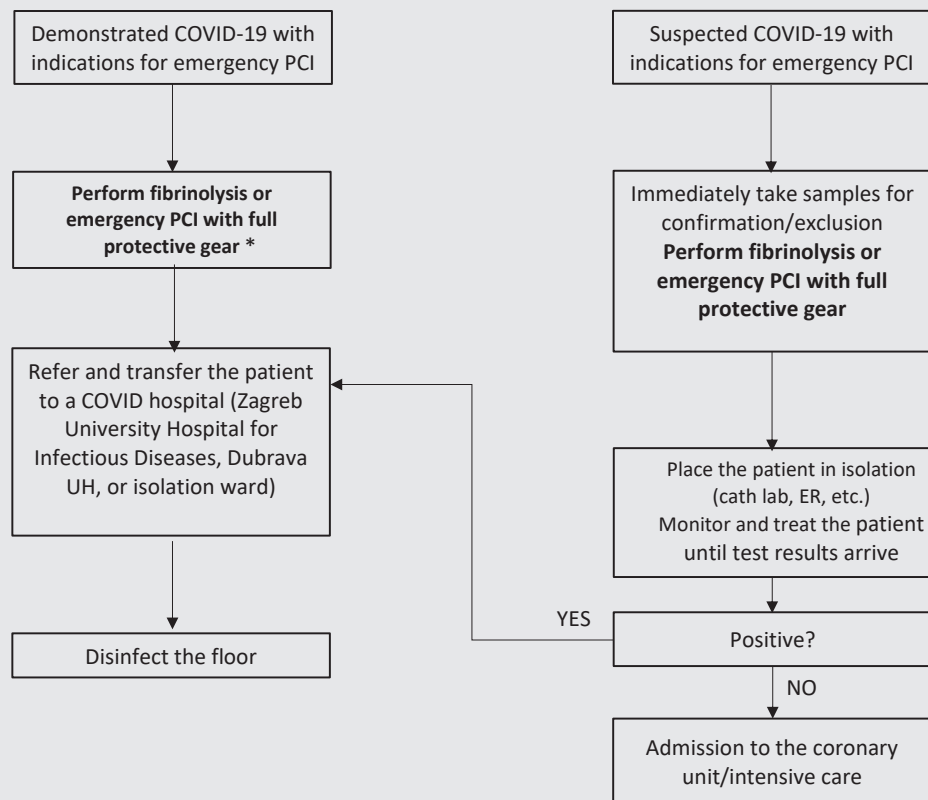 Demonstrated COVID-19 with
indications for emergency PCI
Perform fibrinolysis or
emergency PCI with full
protective gear *
Refer and transfer the patient
to a COVID hospital (Zagreb
University Hospital for
Infectious Diseases, Dubrava
UH, or isolation ward)
Disinfect the floor
Suspected COVID-19 with
indications for emergency PCI
Immediately take samples for
confirmation/exclusion
Perform fibrinolysis or
emergency PCI with full
protective gear
Place the patient in isolation
(cath lab, ER, etc.)
Monitor and treat the patient
until test results arrive
YES
Positive?
NO
Admission to the coronary
unit/intensive care